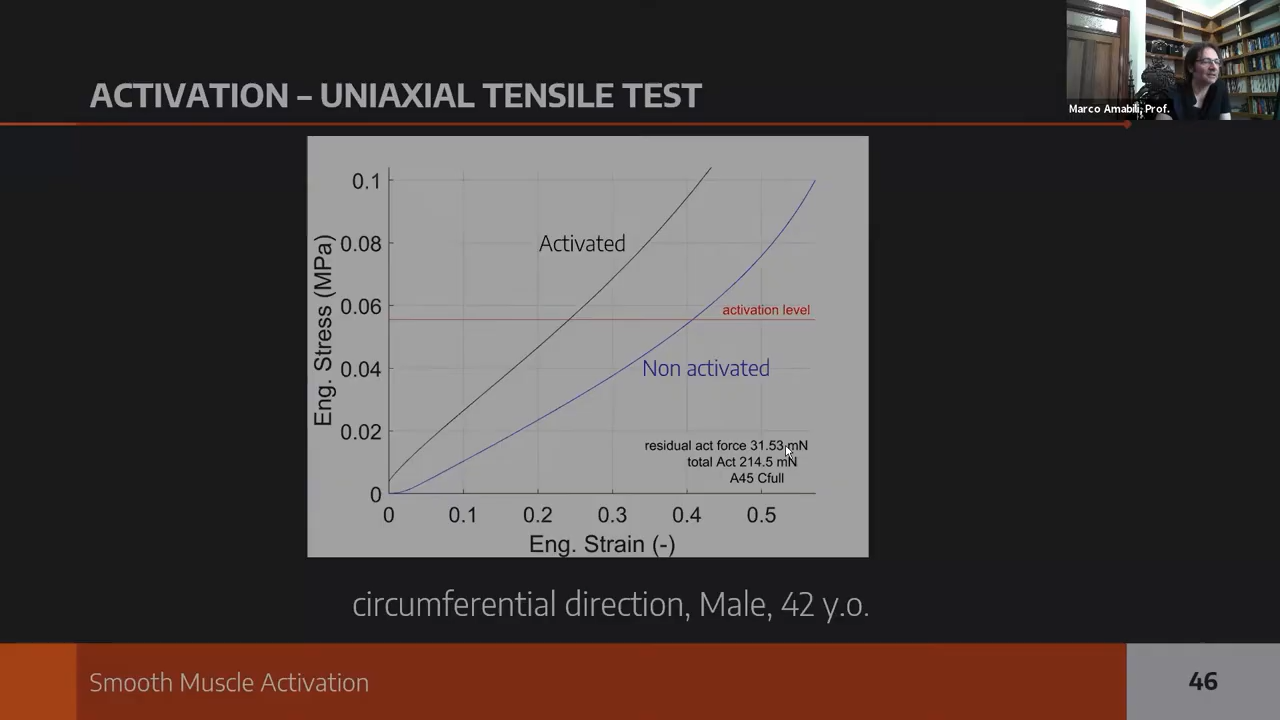 ACTIVATION – UNIAXIAL TENSILE TEST
Marco Amabili, Prof.
0.1
0.08
0.06
0.04
0.02
0
Eng. Stress (MPa)
Activated
activation level
Non activated
residual act force 31.53 mN
total Act 214.5 mN
A45 Cfull
0 0.1 0.2 0.3 0.4 0.5
Eng. Strain (-)
circumferential direction, Male, 42 y.o.
Smooth Muscle Activation
46